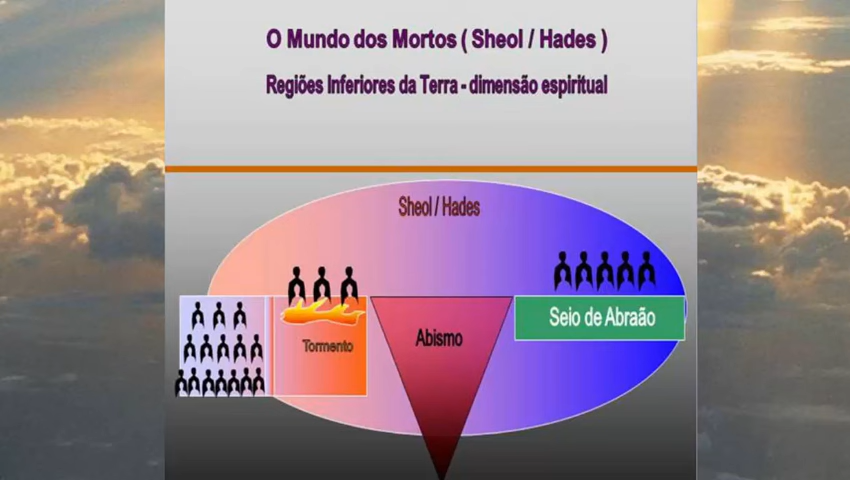 O Mundo dos Mortos ( Sheol / Hades )
Regiões Inferiores da Terra - dimensão espiritual
Sheol / Hades
Tormento
Abismo
Seio de Abraão